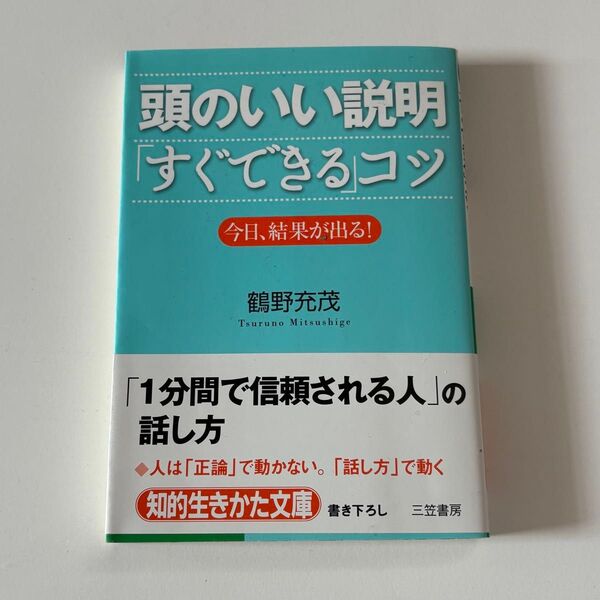 頭のいい説明
「すぐできる」コツ
今日、結果が出る!
鶴野充茂
Tsuruno Mitsushige
「1分間で信頼される人」の
話し方
◆人は「正論」で動かない。「話し方」で動く
知的生きかた文庫 書き下ろし 三笠書房